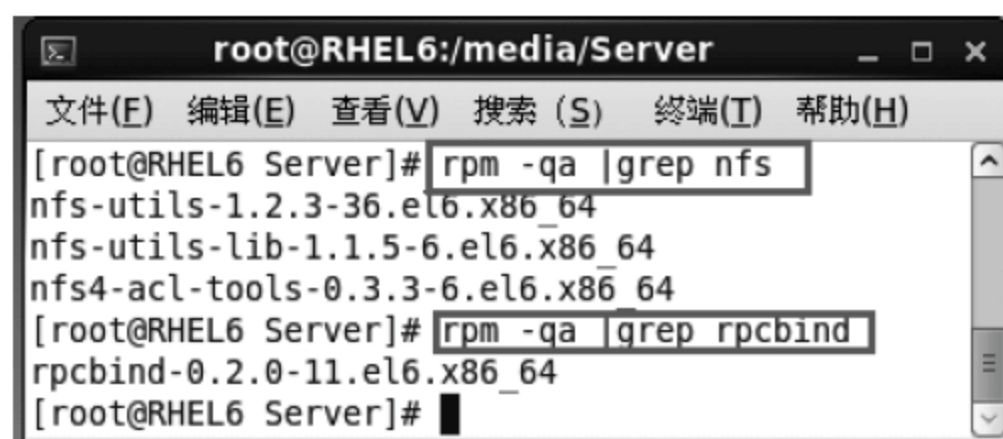 root@RHEL6:/media/Server
文件(F) 编辑(E) 查看(V) 搜索 (S) 终端(T) 帮助(H)
[root@RHEL6 Server]# rpm -qa |grep nfs
nfs-utils-1.2.3-36.el6.x86_64
nfs-utils-lib-1.1.5-6.el6.x86_64
nfs4-acl-tools-0.3.3-6.el6.x86_64
[root@RHEL6 Server]# rpm -qa |grep rpcbind
rpcbind-0.2.0-11.el6.x86_64
[root@RHEL6 Server]#